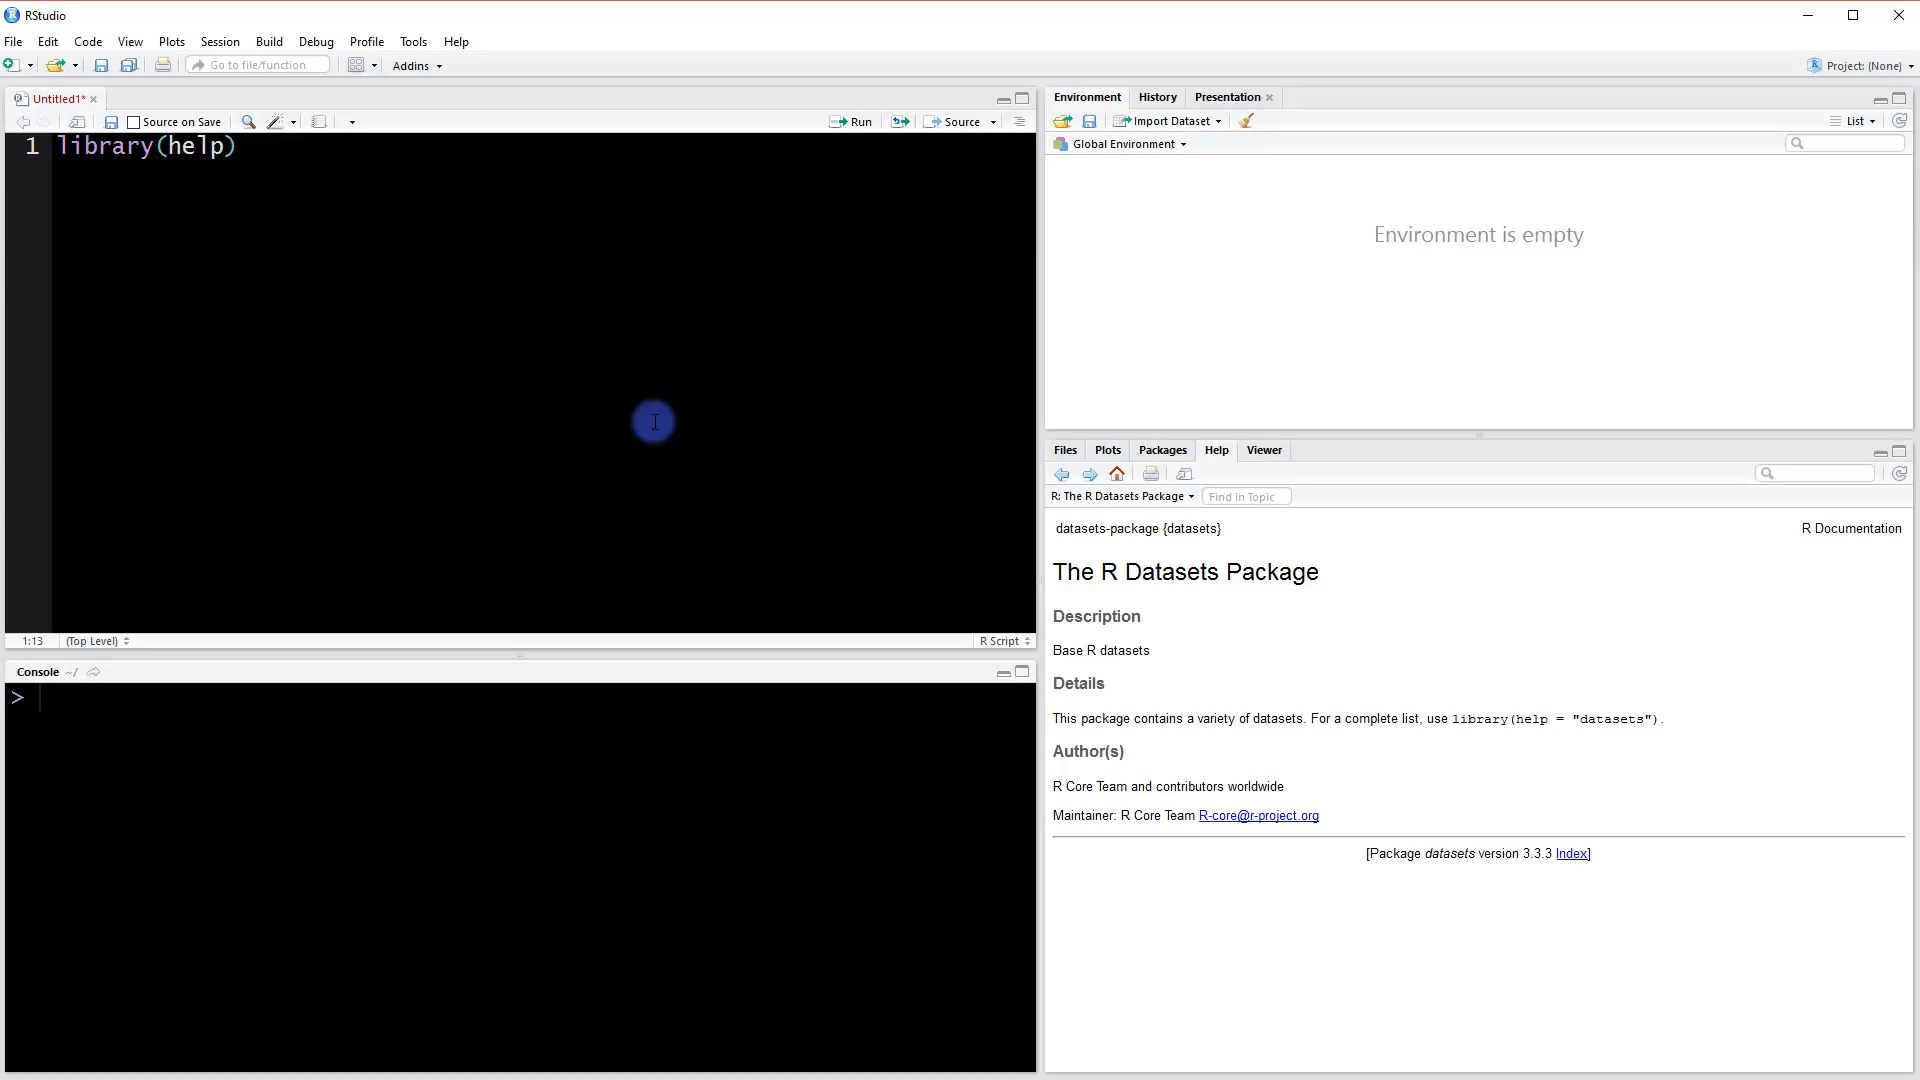 RStudio
File Edit Code View Plots Session Build Debug Profile Tools Help
Go to file/function Addins Project: (None)
Untitled1*
Source on Save Run Source
1 library(help)
1:13 (Top Level) R Script
Console ~/
>
Environment History Presentation
Import Dataset List
Global Environment
Environment is empty
Files Plots Packages Help Viewer
R: The R Datasets Package Find in Topic
datasets-package {datasets} R Documentation
The R Datasets Package
Description
Base R datasets
Details
This package contains a variety of datasets. For a complete list, use library(help = "datasets").
Author(s)
R Core Team and contributors worldwide
Maintainer: R Core Team R-core@r-project.org
[Package datasets version 3.3.3 Index]